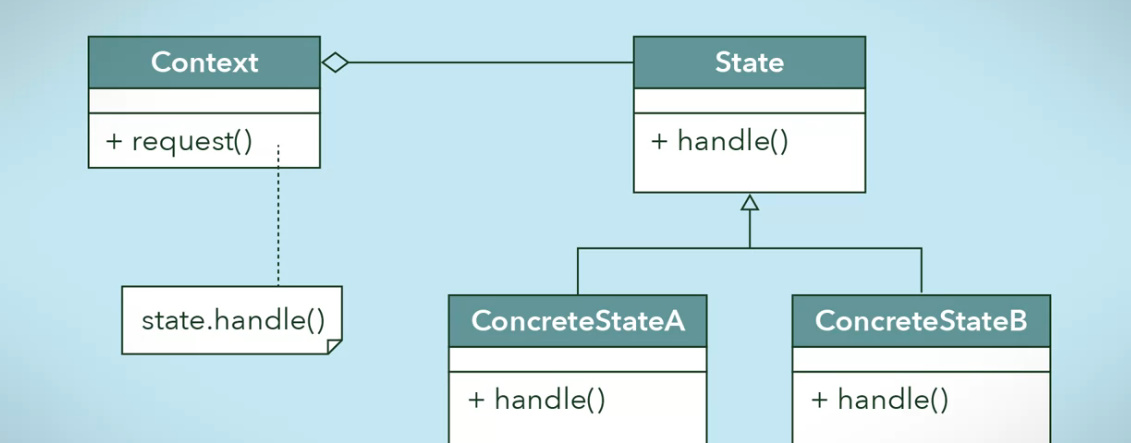 Context
State
+ request()
+ handle()
state.handle()
ConcreteStateA
ConcreteStateB
+ handle()
+ handle()